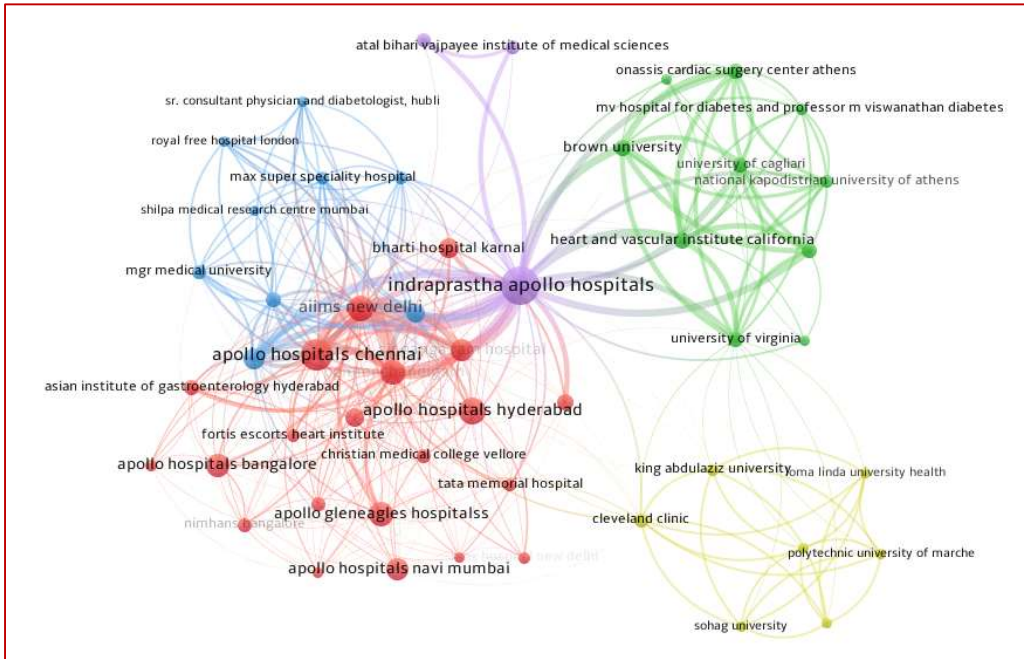 atal bihari vajpayee institute of medical sciences
onassis cardiac surgery center athens
sr. consultant physician and diabetologist, hubli
mv hospital for diabetes and professor m viswanathan diabetes
royal free hospital london
brown university
university of cagliari
max super speciality hospital
national kapodistrian university of athens
shilpa medical research centre mumbai
bharti hospital karnal
heart and vascular institute california
mgr medical university
indraprastha apollo hospitals
aiims new delhi
university of virginia
hospital
apollo hospitals chennai
asian institute of gastroenterology hyderabad
apollo hospitals hyderabad
fortis escorts heart institute
christian medical college vellore
apollo hospitals bangalore
king abdulaziz university
loma linda university health
tata memorial hospital
apollo gleneagles hospitalss
cleveland clinic
nimhans bangalore
polytechnic university of marche
new delhi
apollo hospitals navi mumbai
sohag university